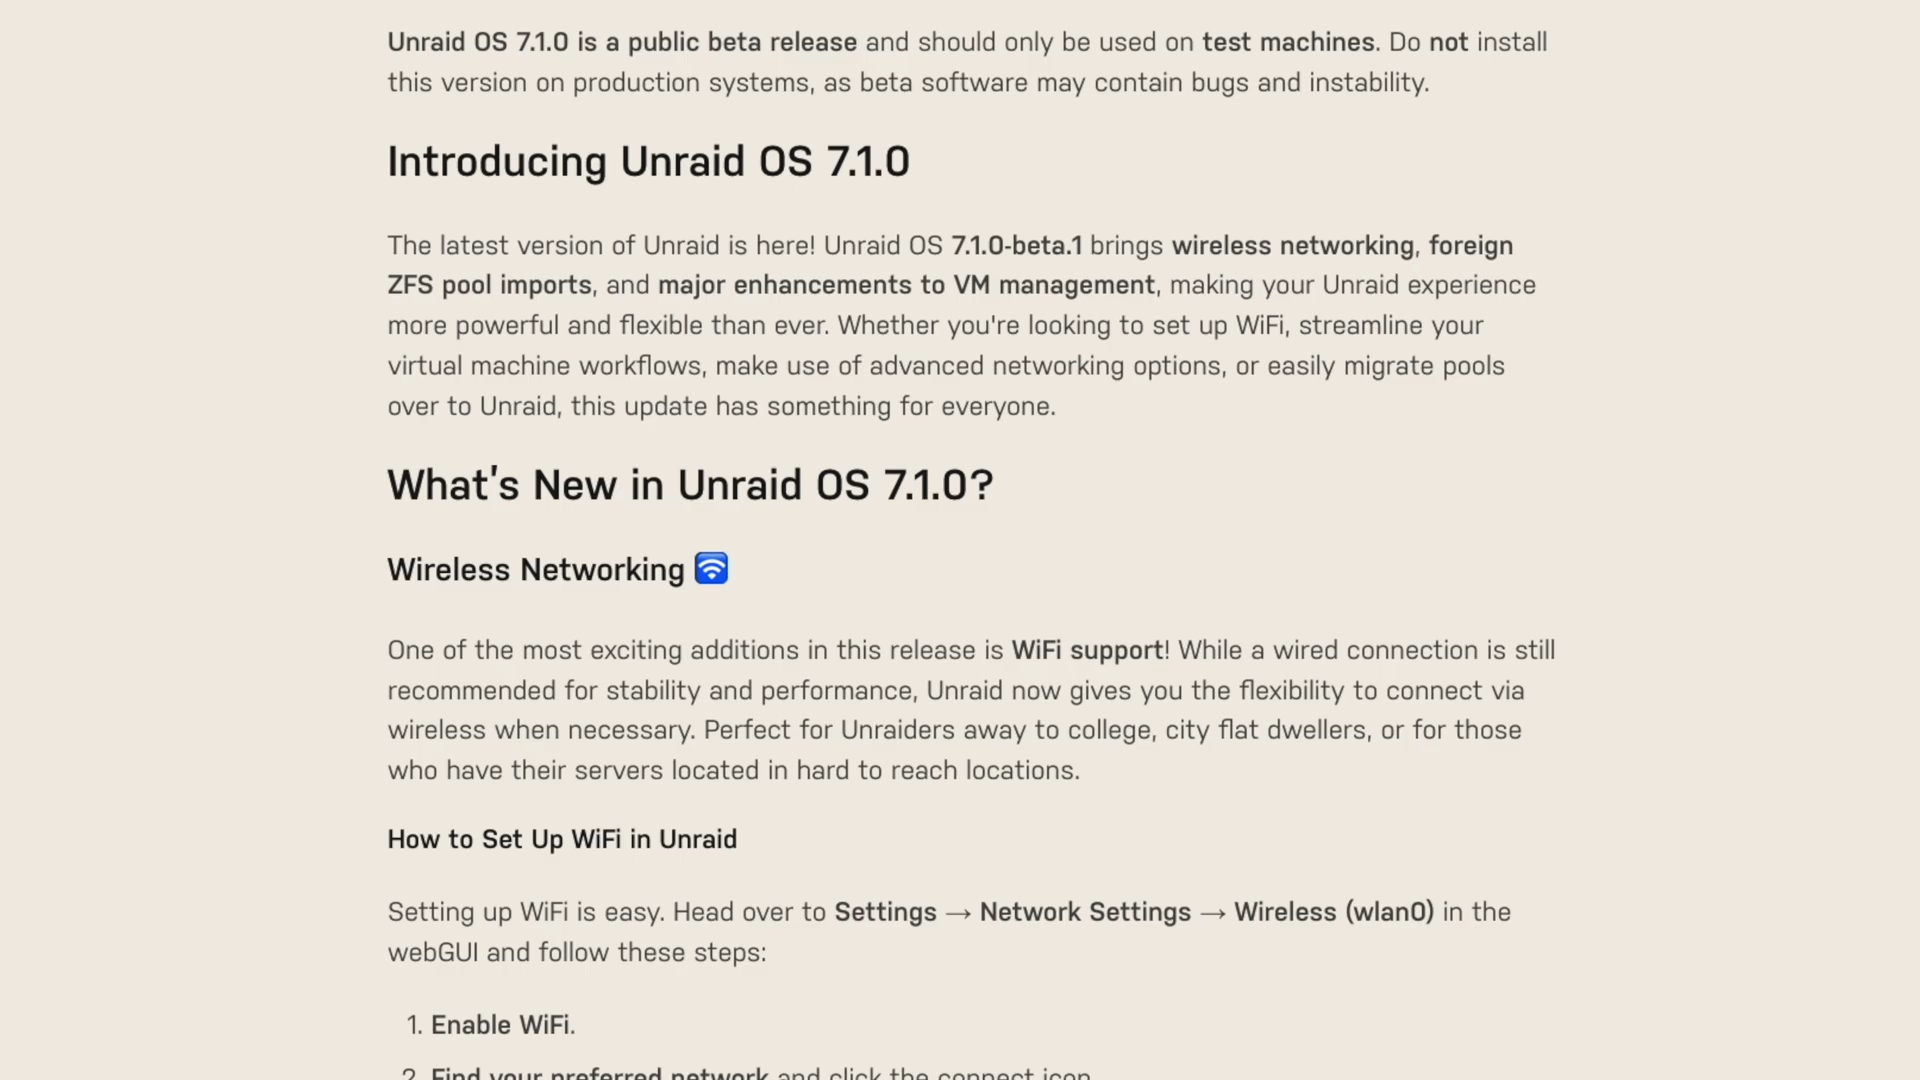 Unraid OS 7.1.0 is a public beta release and should only be used on test machines. Do not install
this version on production systems, as beta software may contain bugs and instability.
Introducing Unraid OS 7.1.0
The latest version of Unraid is here! Unraid OS 7.1.0-beta.1 brings wireless networking, foreign
ZFS pool imports, and major enhancements to VM management, making your Unraid experience
more powerful and flexible than ever. Whether you're looking to set up WiFi, streamline your
virtual machine workflows, make use of advanced networking options, or easily migrate pools
over to Unraid, this update has something for everyone.
What's New in Unraid OS 7.1.0?
Wireless Networking
One of the most exciting additions in this release is WiFi support! While a wired connection is still
recommended for stability and performance, Unraid now gives you the flexibility to connect via
wireless when necessary. Perfect for Unraiders away to college, city flat dwellers, or for those
who have their servers located in hard to reach locations.
How to Set Up WiFi in Unraid
Setting up WiFi is easy. Head over to Settings → Network Settings → Wireless (wlan0) in the
webGUI and follow these steps:
1. Enable WiFi.
2. Find your preferred network and click the connect icon